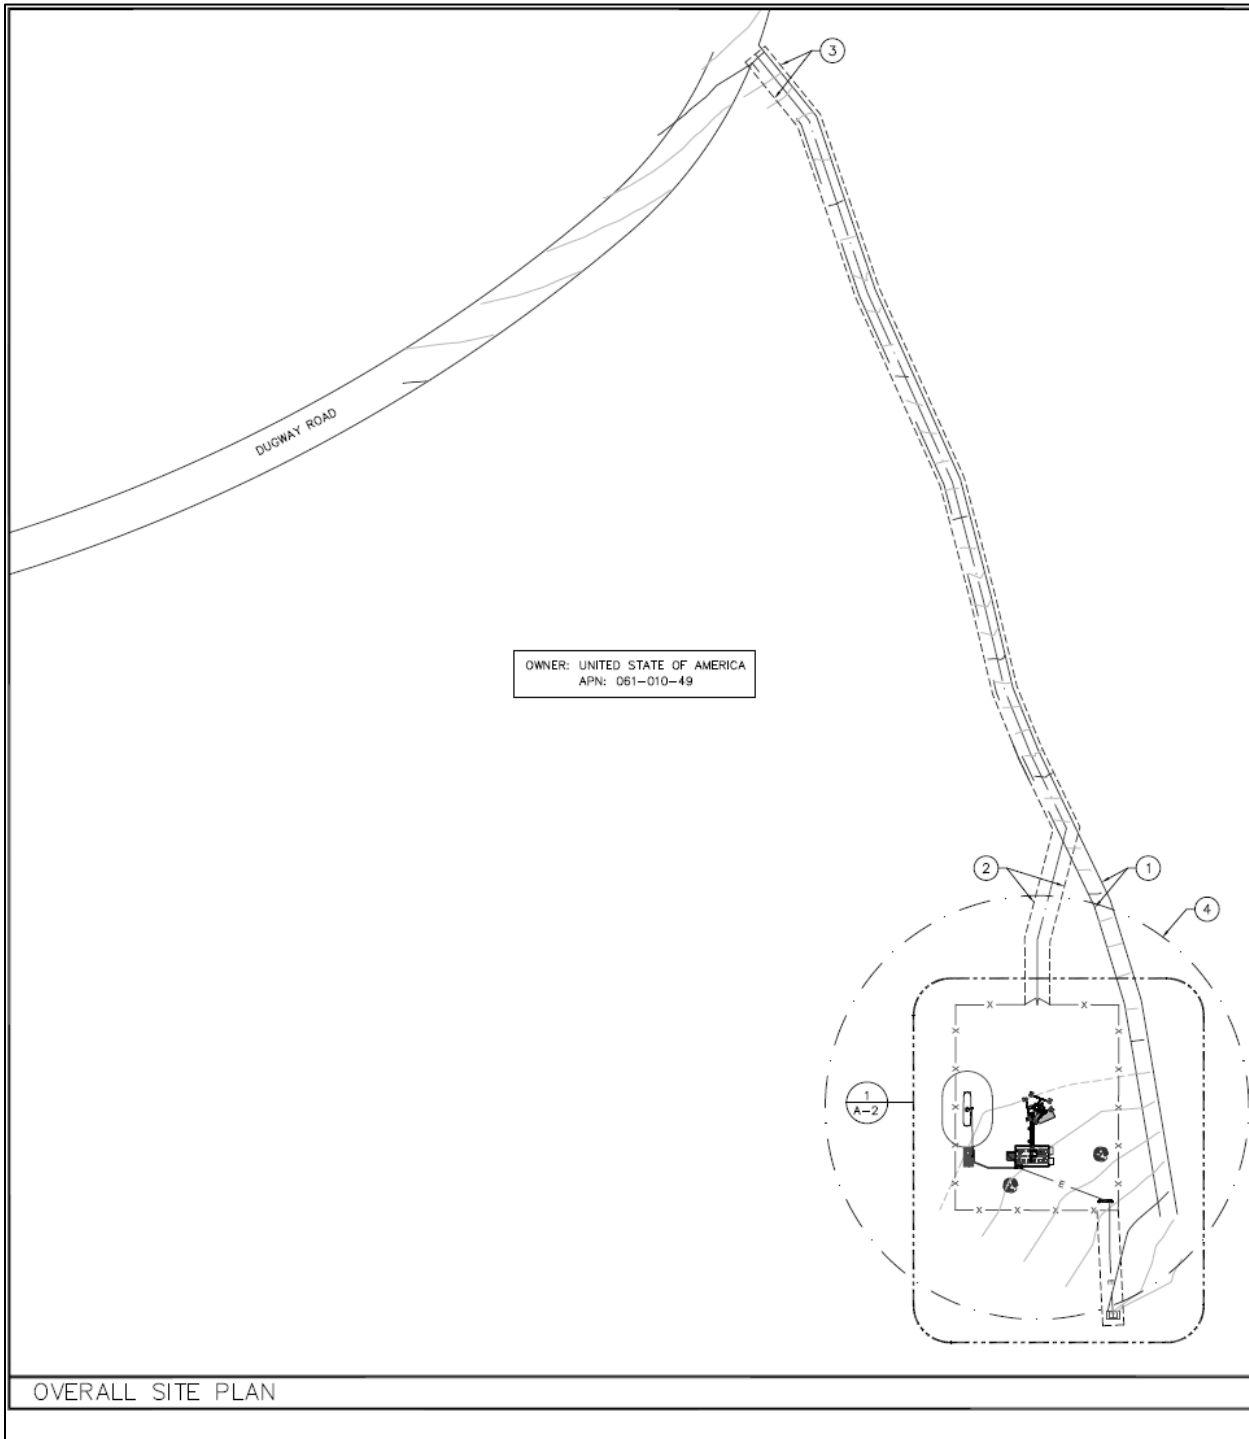 3
DUGWAY ROAD
OWNER: UNITED STATE OF AMERICA
APN: 061-010-49
2
1
4
1
A-2
X X
X X
X X
X X
X X
X X
E
X X X X
E
OVERALL SITE PLAN